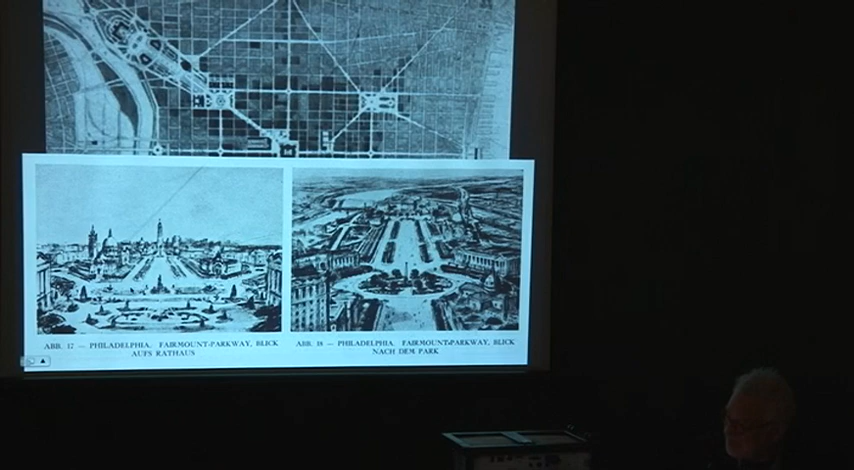 ABB. 17 — PHILADELPHIA. FAIRMOUNT-PARKWAY, BLICK
AUFS RATHAUS
ABB. 18 — PHILADELPHIA. FAIRMOUNT-PARKWAY, BLICK
NACH DEM PARK